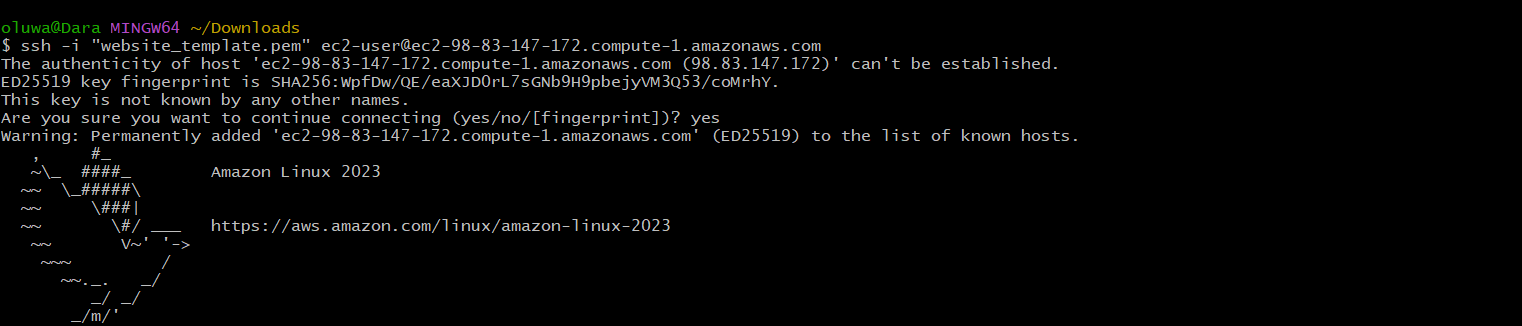 oluwa@Dara MINGW64 ~/Downloads
$ ssh -i "website_template.pem" ec2-user@ec2-98-83-147-172.compute-1.amazonaws.com
The authenticity of host 'ec2-98-83-147-172.compute-1.amazonaws.com (98.83.147.172)' can't be established.
ED25519 key fingerprint is SHA256:WpfDw/QE/eaXJD0rL7sGNb9H9pbejyVM3Q53/coMrhY.
This key is not known by any other names.
Are you sure you want to continue connecting (yes/no/[fingerprint])? yes
Warning: Permanently added 'ec2-98-83-147-172.compute-1.amazonaws.com' (ED25519) to the list of known hosts.
   ,     #_
   ~\_  ####_        Amazon Linux 2023
  ~~  \_#####\
  ~~     \###|
  ~~       \#/ ___   https://aws.amazon.com/linux/amazon-linux-2023
   ~~       V~' '->
    ~~~         /
      ~~._.   _/
         _/ _/
       _/m/'